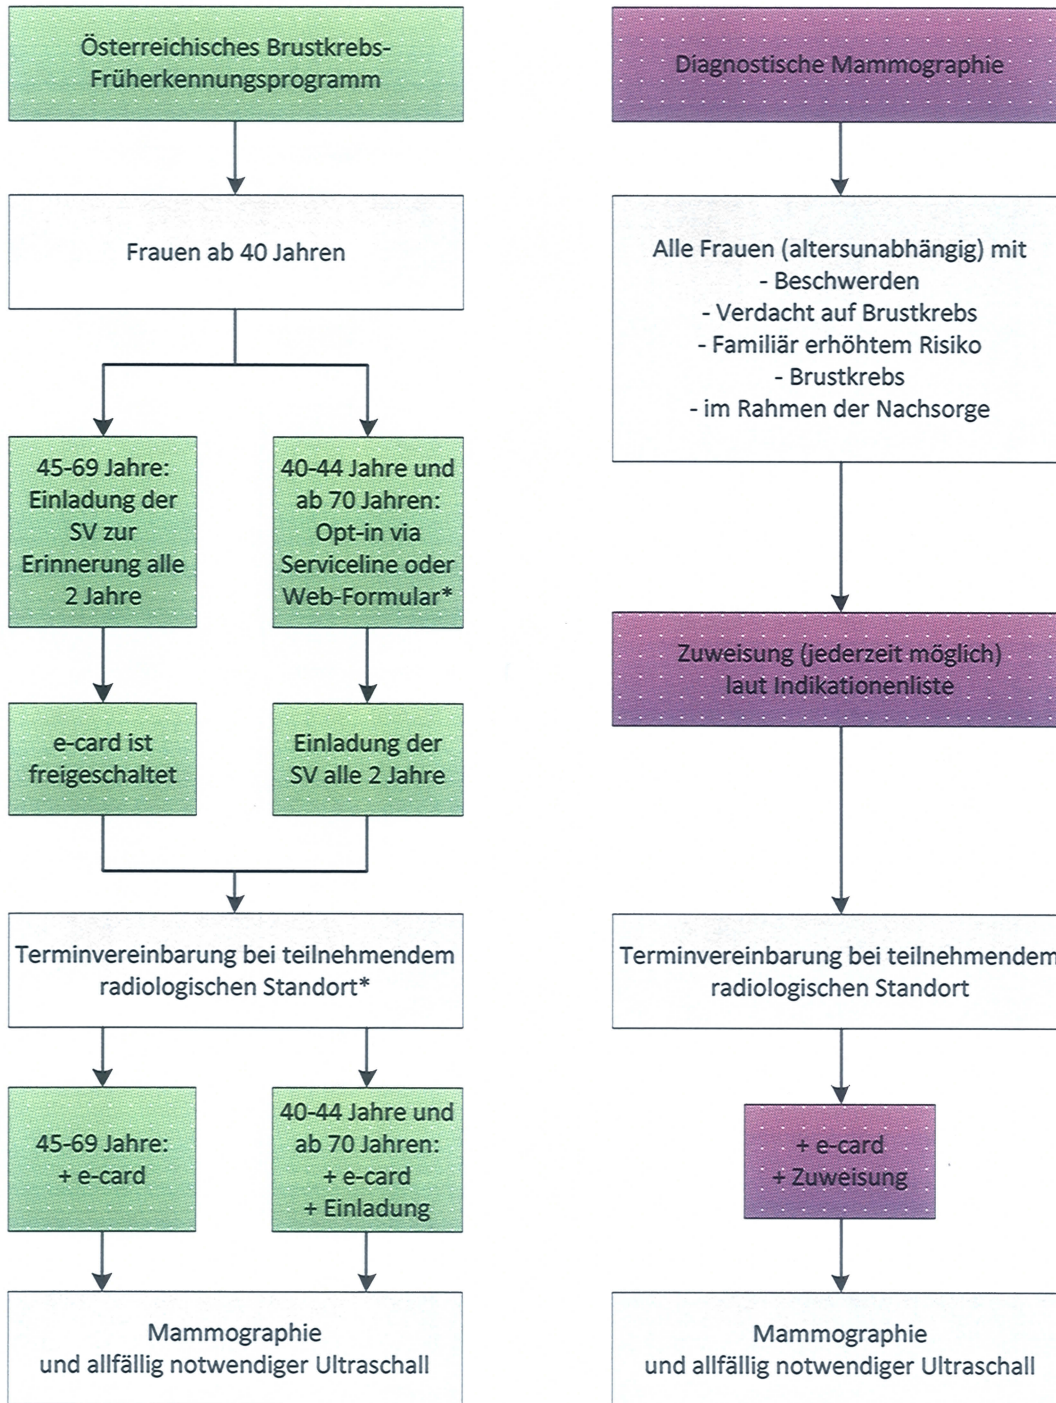 Österreichisches Brustkrebs-
Früherkennungsprogramm
Frauen ab 40 Jahren
45-69 Jahre:
Einladung der
SV zur
Erinnerung alle
2 Jahre
40-44 Jahre und
ab 70 Jahren:
Opt-in via
Serviceline oder
Web-Formular*
e-card ist
freigeschaltet
Einladung der
SV alle 2 Jahre
Terminvereinbarung bei teilnehmendem
radiologischen Standort*
45-69 Jahre:
+ e-card
40-44 Jahre und
ab 70 Jahren:
+ e-card
+ Einladung
Mammographie
und allfällig notwendiger Ultraschall
Diagnostische Mammographie
Alle Frauen (altersunabhängig) mit
- Beschwerden
- Verdacht auf Brustkrebs
- Familiär erhöhtem Risiko
- Brustkrebs
- im Rahmen der Nachsorge
Zuweisung (jederzeit möglich)
laut Indikationenliste
Terminvereinbarung bei teilnehmendem
radiologischen Standort
+ e-card
+ Zuweisung
Mammographie
und allfällig notwendiger Ultraschall